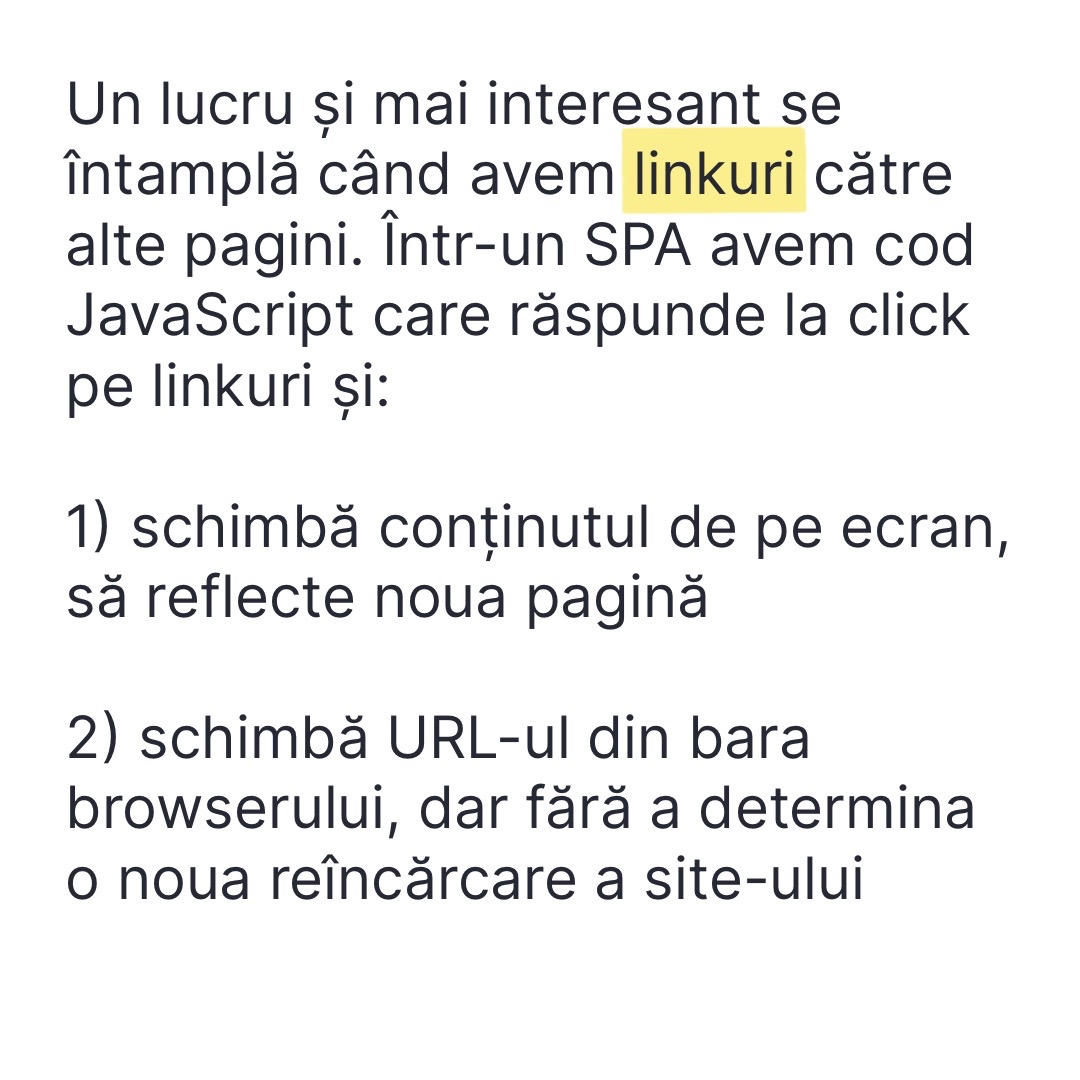 Un lucru și mai interesant se
întamplă când avem linkuri către
alte pagini. Într-un SPA avem cod
JavaScript care răspunde la click
pe linkuri și:
1) schimbă conținutul de pe ecran,
să reflecte noua pagină
2) schimbă URL-ul din bara
browserului, dar fără a determina
o noua reîncărcare a site-ului